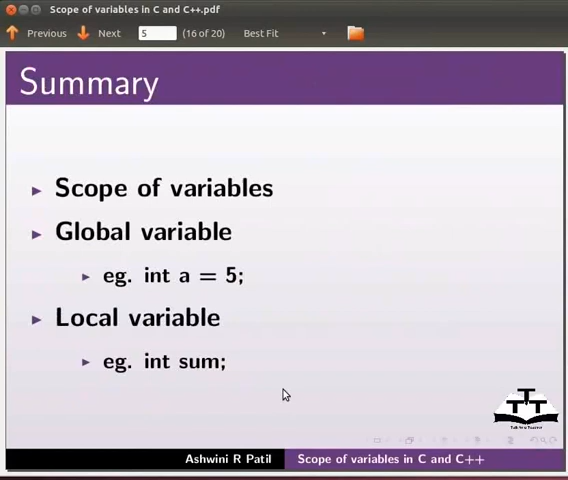 Scope of variables in C and C++.pdf
Previous Next 5 (16 of 20) Best Fit
Summary
Scope of variables
Global variable
eg. int a = 5;
Local variable
eg. int sum;
TTT
Ashwini R Patil Scope of variables in C and C++